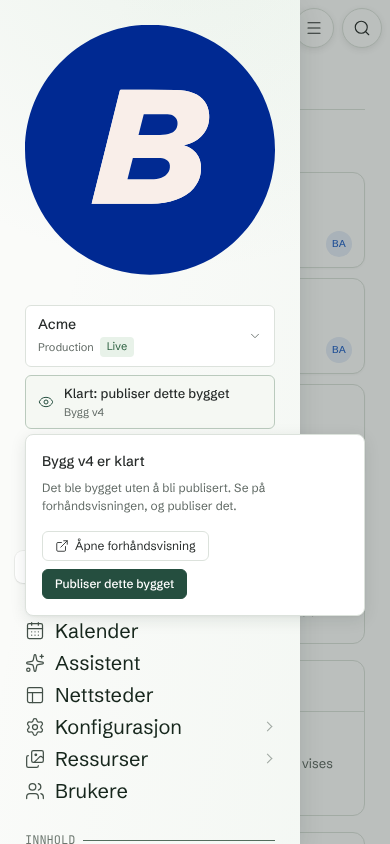 B
Acme
Production Live
BA
BA
Klart: publiser dette bygget
Bygg v4
Bygg v4 er klart
Det ble bygget uten å bli publisert. Se på
forhåndsvisningen, og publiser det.
Åpne forhåndsvisning
Publiser dette bygget
Kalender
Assistent
Nettsteder
Konfigurasjon
Ressurser
vises
Brukere
INNHOLD